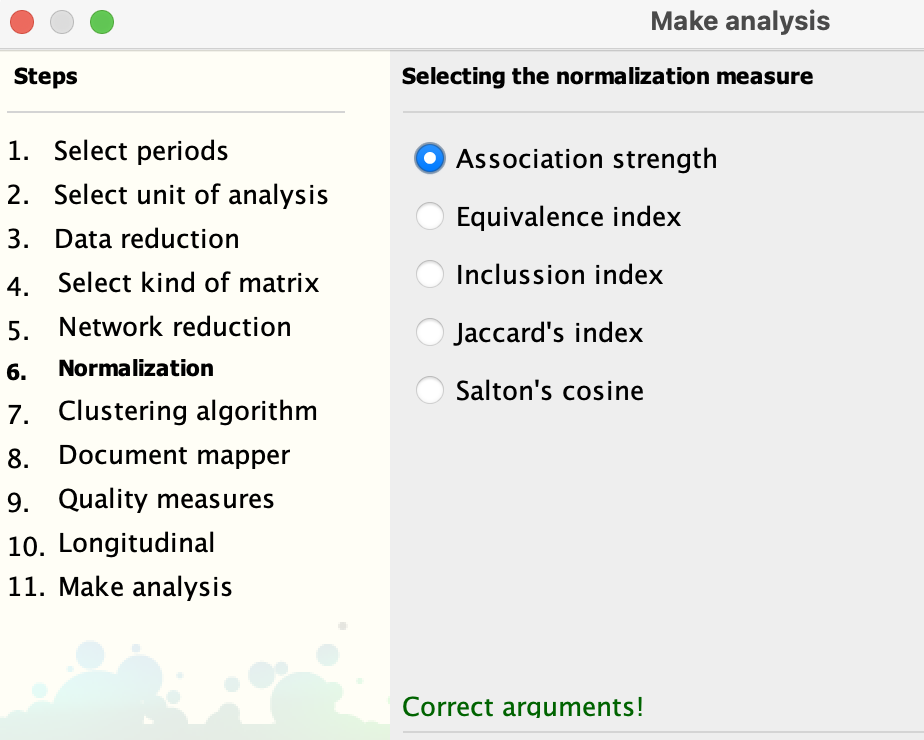 Make analysis
Steps
1. Select periods
2. Select unit of analysis
3. Data reduction
4. Select kind of matrix
5. Network reduction
6. Normalization
7. Clustering algorithm
8. Document mapper
9. Quality measures
10. Longitudinal
11. Make analysis
Selecting the normalization measure
Association strength
Equivalence index
Inclussion index
Jaccard's index
Salton's cosine
Correct arguments!